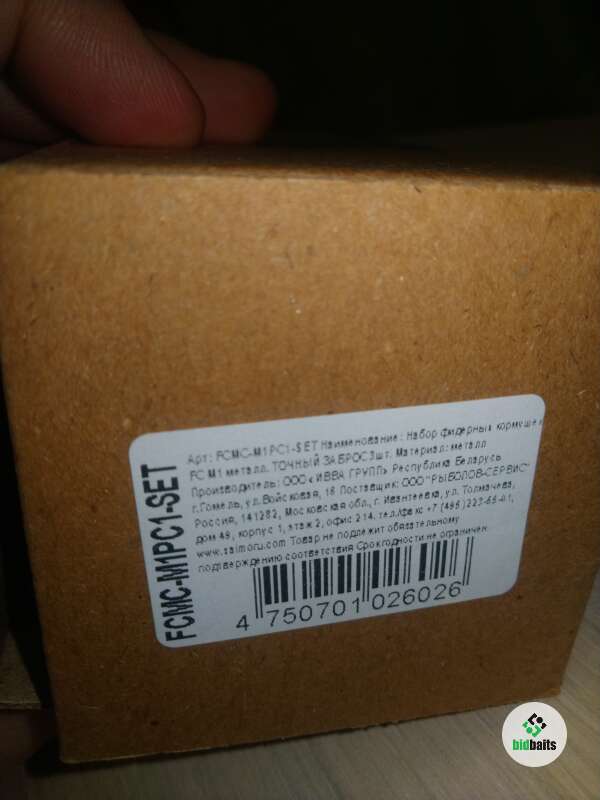 FCMC-M1PC1-SET
Арт: FCMC-M1PC1-SET Наименование: Набор фидерных кормушек
FC M1 металл. ТОЧНЫЙ ЗАБРОС 3шт. Материал: металл
Производитель: ООО «ИВВА ГРУПП» Республика Беларусь
г.Гомель, ул.Войсковая, 16 Поставщик: ООО "РЫБОЛОВ-СЕРВИС"
Россия, 141282, Московская обл, г. Ивантеевка, ул. Толмачева,
дом 49, корпус 1, этаж 2, офис 214. тел./факс +7 (495)223-65-01,
www.salmoru.com Товар не подлежит обязательному
подтверждению соответствия Срок годности не ограничен
4 750701 026026
bidbaits